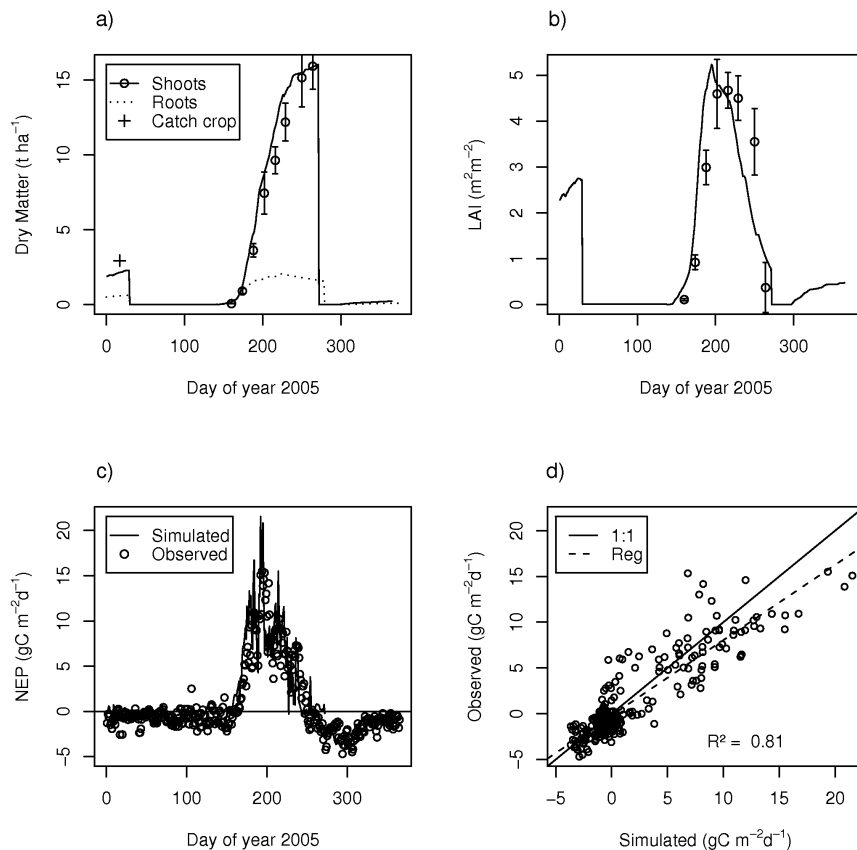 a)
Shoots
Roots
Catch crop
Dry Matter (t ha⁻¹)
15
10
5
0
0 100 200 300
Day of year 2005
b)
LAI (m²m⁻²)
5
4
3
2
1
0
0 100 200 300
Day of year 2005
c)
Simulated
Observed
NEP (gC m⁻²d⁻¹)
20
15
10
5
0
−5
0 100 200 300
Day of year 2005
d)
1:1
Reg
Observed (gC m⁻²d⁻¹)
20
15
10
5
0
−5
R² = 0.81
−5 0 5 10 15 20
Simulated (gC m⁻²d⁻¹)